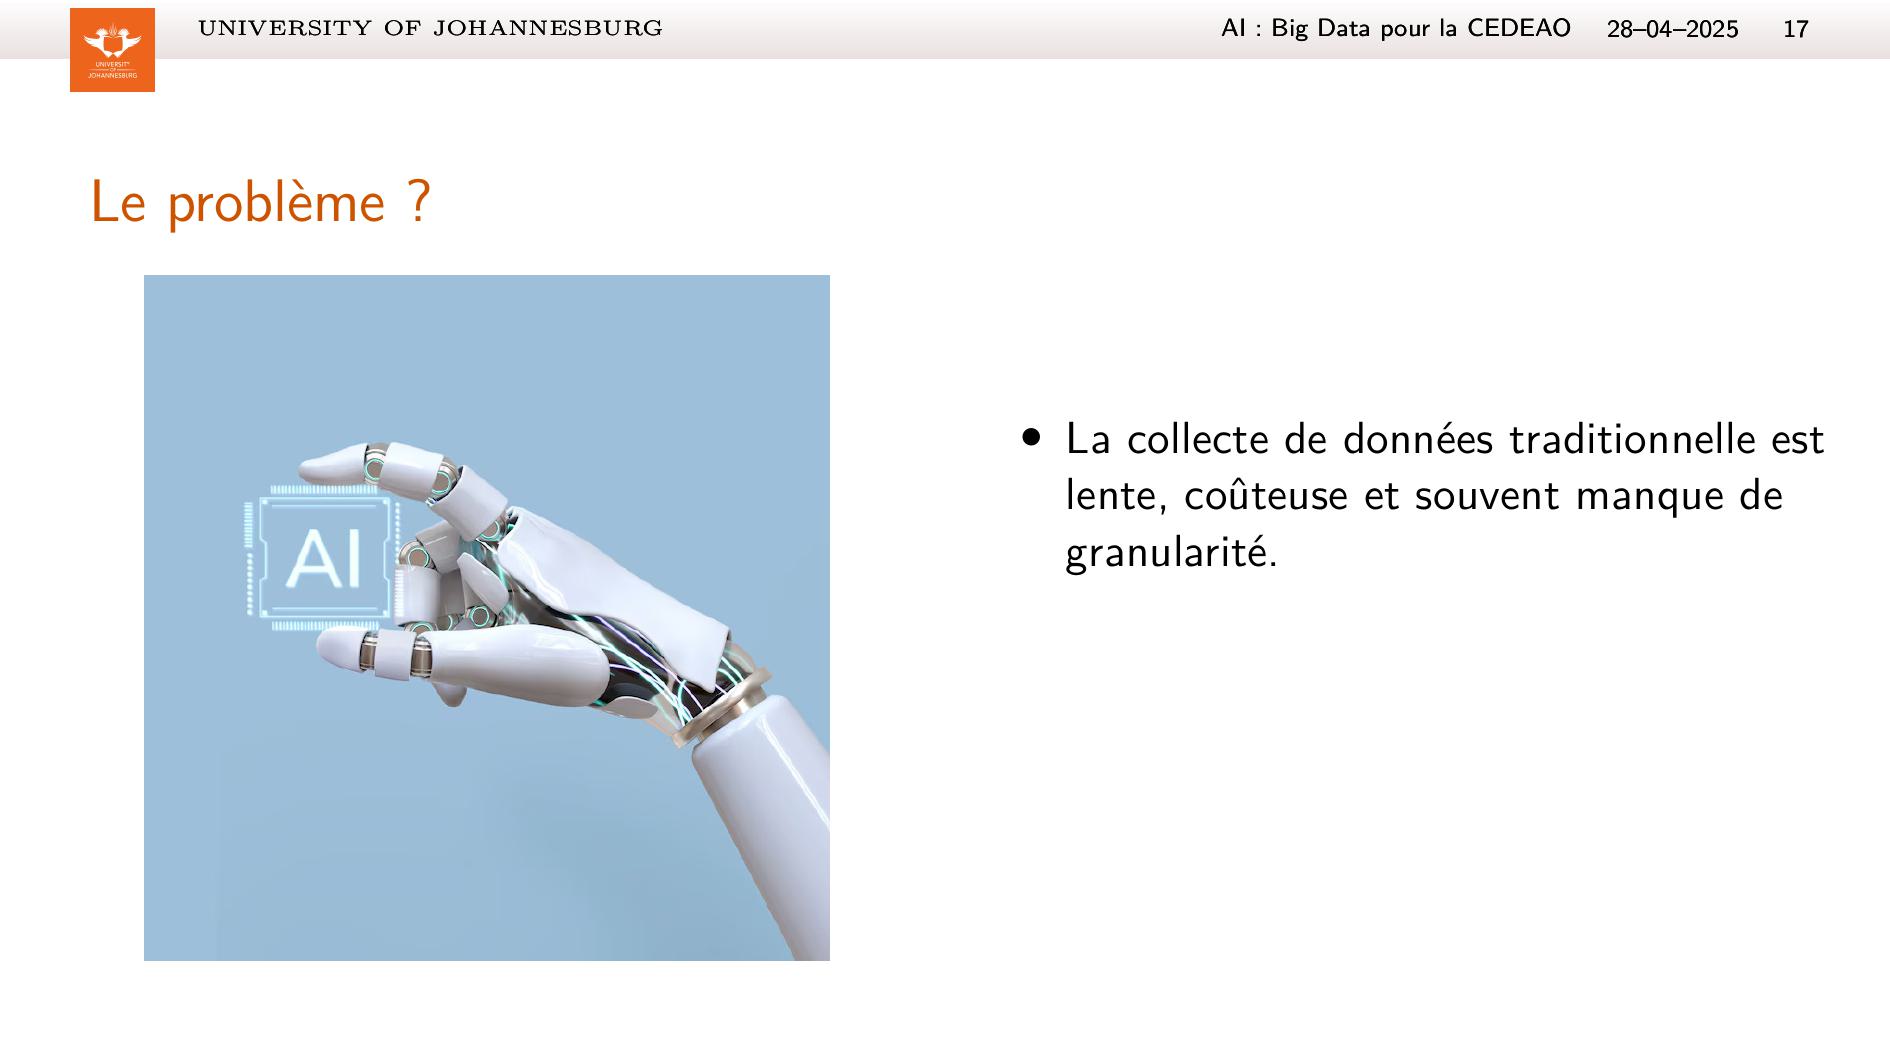 UNIVERSITY OF JOHANNESBURG
AI : Big Data pour la CEDEAO 28–04–2025 17
UNIVERSITY
OF
JOHANNESBURG
Le problème ?
AI
• La collecte de données traditionnelle est
lente, coûteuse et souvent manque de
granularité.